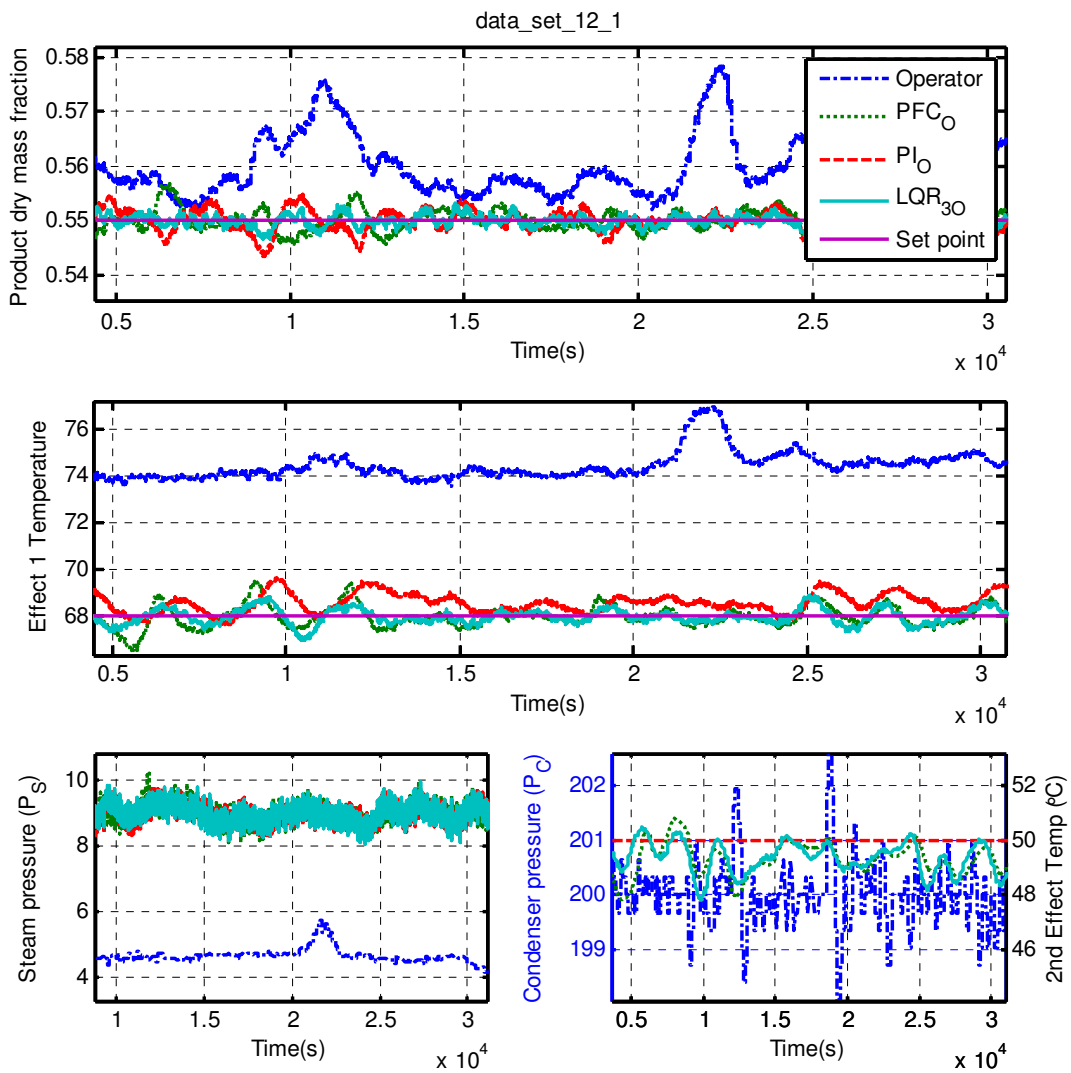 data_set_12_1
Product dry mass fraction
0.58
0.57
0.56
0.55
0.54
Operator
PFC_O
PI_O
LQR_3O
Set point
0.5 1 1.5 2 2.5 3
Time(s)
x 10^4
Effect 1 Temperature
76
74
72
70
68
0.5 1 1.5 2 2.5 3
Time(s)
x 10^4
Steam pressure (P_S)
10
8
6
4
1 1.5 2 2.5 3
Time(s)
x 10^4
Condenser pressure (P_C)
202
201
200
199
0.5 1 1.5 2 2.5 3
Time(s)
x 10^4
52
50
48
46
2nd Effect Temp (ºC)